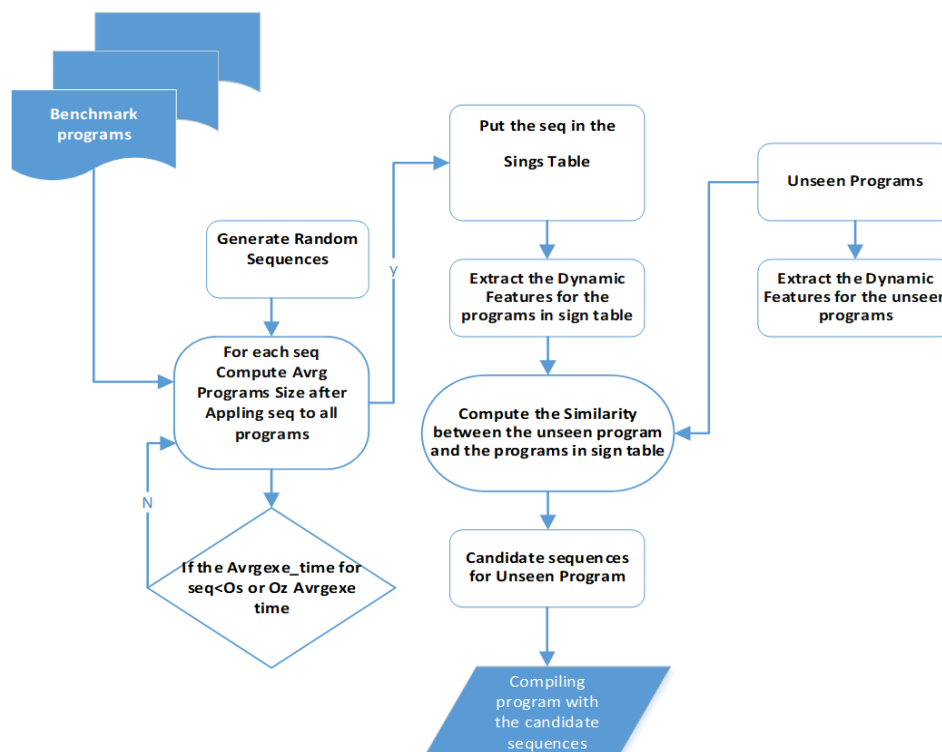 Benchmark
programs
Generate Random
Sequences
For each seq
Compute Avrg
Programs Size after
Appling seq to all
programs
N
If the Avrgexe_time for
seq<Os or Oz Avrgexe
time
y
Put the seq in the
Sings Table
Extract the Dynamic
Features for the
programs in sign table
Compute the Similarity
between the unseen program
and the programs in sign table
Candidate sequences
for Unseen Program
Compiling
program with
the candidate
sequences
Unseen Programs
Extract the Dynamic
Features for the unseen
programs